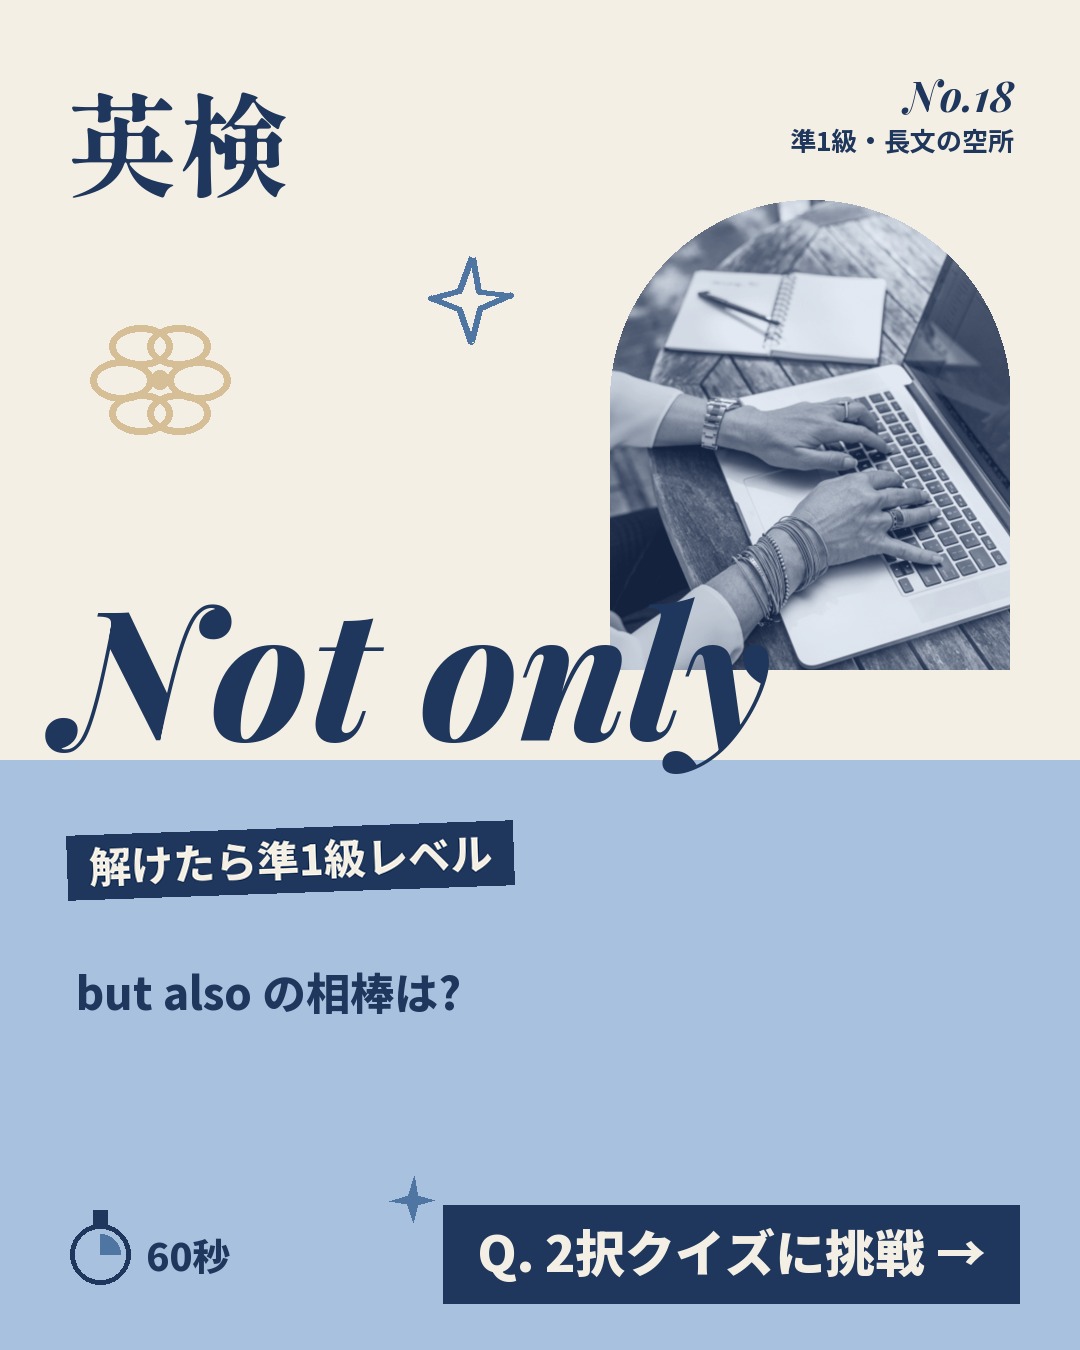 英検
No.18
準1級・長文の空所
Not only
解けたら準1級レベル
but also の相棒は?
60秒
Q. 2択クイズに挑戦 →